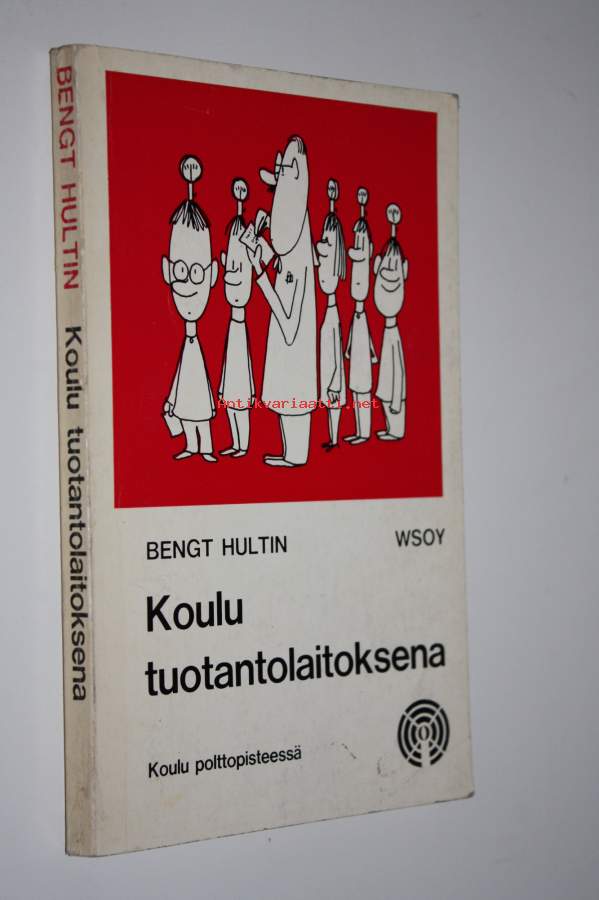 BENGT HULTIN Koulu tuotantolaitoksena
Antikvariaatti.net
BENGT HULTIN WSOY
Koulu
tuotantolaitoksena
Koulu polttopisteessä